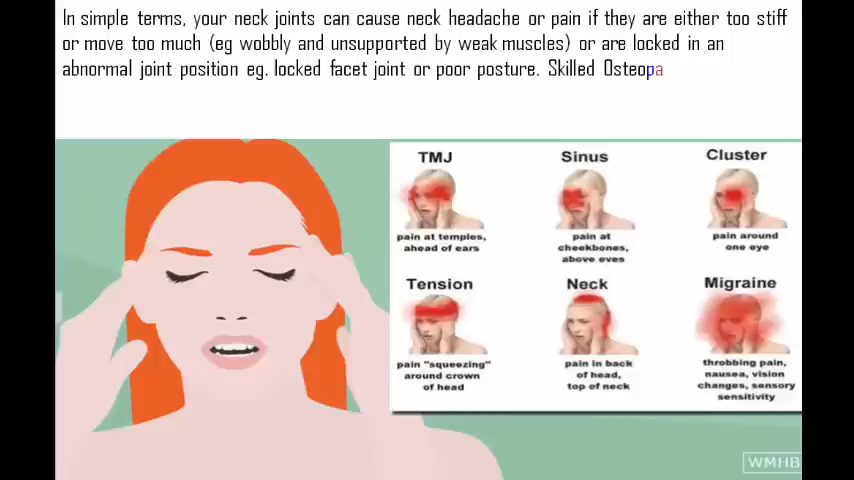 In simple terms, your neck joints can cause neck headache or pain if they are either too stiff
or move too much (eg wobbly and unsupported by weak muscles) or are locked in an
abnormal joint position eg. locked facet joint or poor posture. Skilled Osteopa
TMJ
pain at temples,
ahead of ears
Sinus
pain at
cheekbones,
above eyes
Cluster
pain around
one eye
Tension
pain "squeezing"
around crown
of head
Neck
pain in back
of head,
top of neck
Migraine
throbbing pain,
nausea, vision
changes, sensory
sensitivity
WMHB